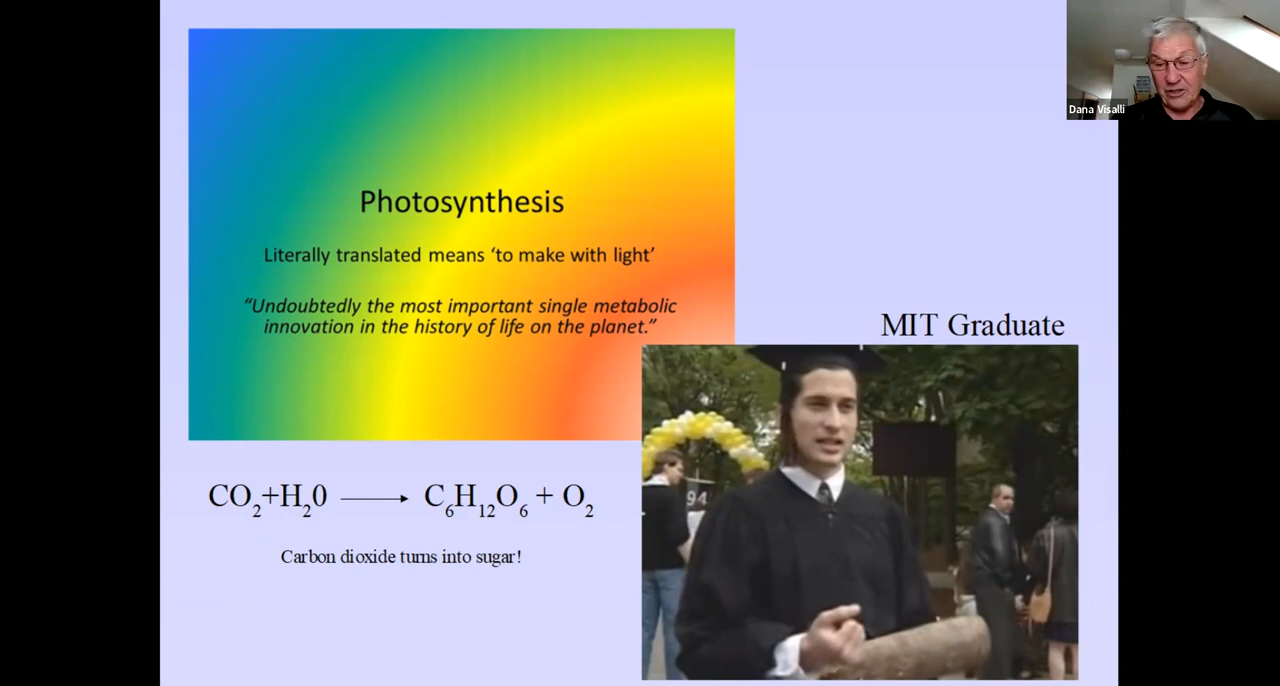 Dana Visalli
Photosynthesis
Literally translated means ‘to make with light’
“Undoubtedly the most important single metabolic
innovation in the history of life on the planet.”
MIT Graduate
94
CO₂+H₂0 ⟶ C₆H₁₂O₆ + O₂
Carbon dioxide turns into sugar!